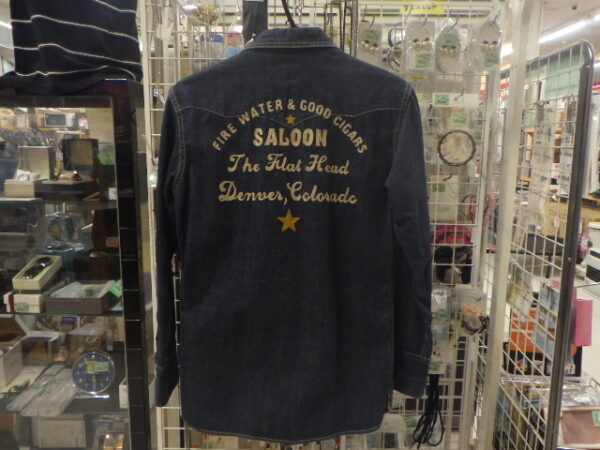 FIRE WATER & GOOD CIGARS
SALOON
The Flat Head
Denver, Colorado